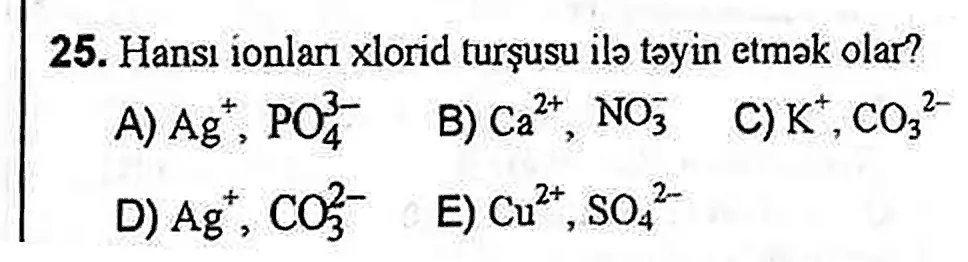 25. Hansı ionları xlorid turşusu ilə təyin etmək olar?
A) Ag⁺, PO₄³⁻ B) Ca²⁺, NO₃⁻ C) K⁺, CO₃²⁻
D) Ag⁺, CO₃²⁻ E) Cu²⁺, SO₄²⁻